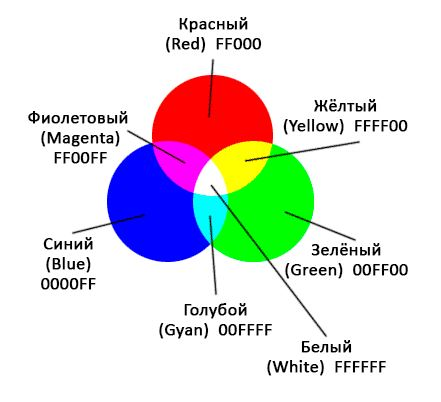 Красный
(Red) FF000
Жёлтый
(Yellow) FFFF00
Фиолетовый
(Magenta)
FF00FF
Синий
(Blue)
0000FF
Зелёный
(Green) 00FF00
Голубой
(Gyan) 00FFFF
Белый
(White) FFFFFF